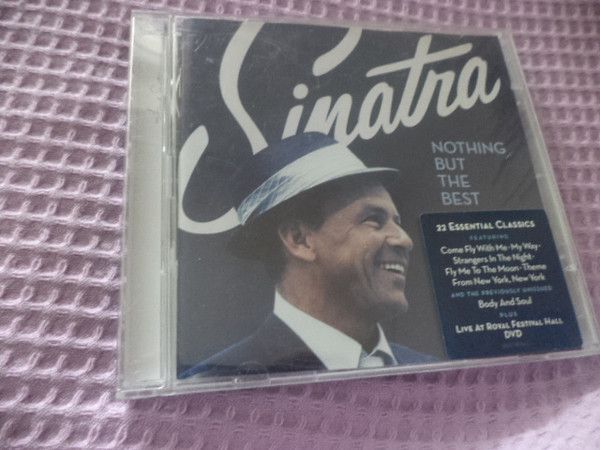 Sinatra
NOTHING
BUT
THE
BEST
22 ESSENTIAL CLASSICS
FEATURING
Come Fly With Me • My Way •
Strangers In The Night •
Fly Me To The Moon • Theme
From New York, New York
AND THE PREVIOUSLY UNISSUED
Body And Soul
PLUS
LIVE AT ROYAL FESTIVAL HALL
DVD